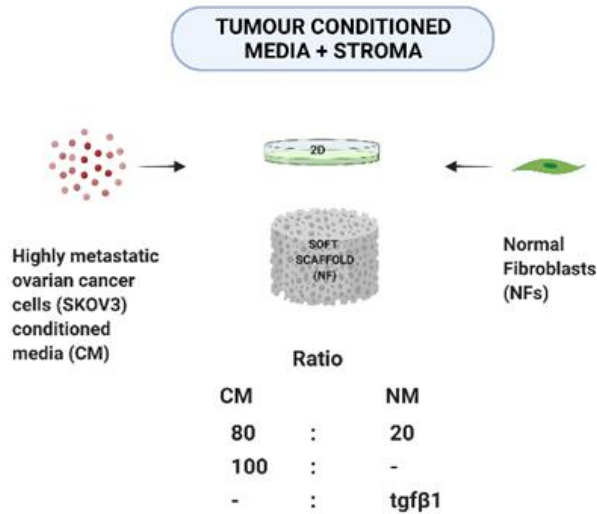 TUMOUR CONDITIONED
MEDIA + STROMA
2D
Highly metastatic
ovarian cancer
cells (SKOV3)
conditioned
media (CM)
SOFT
SCAFFOLD
(NF)
Normal
Fibroblasts
(NFs)
Ratio
CM NM
80 : 20
100 : -
- : tgfβ1